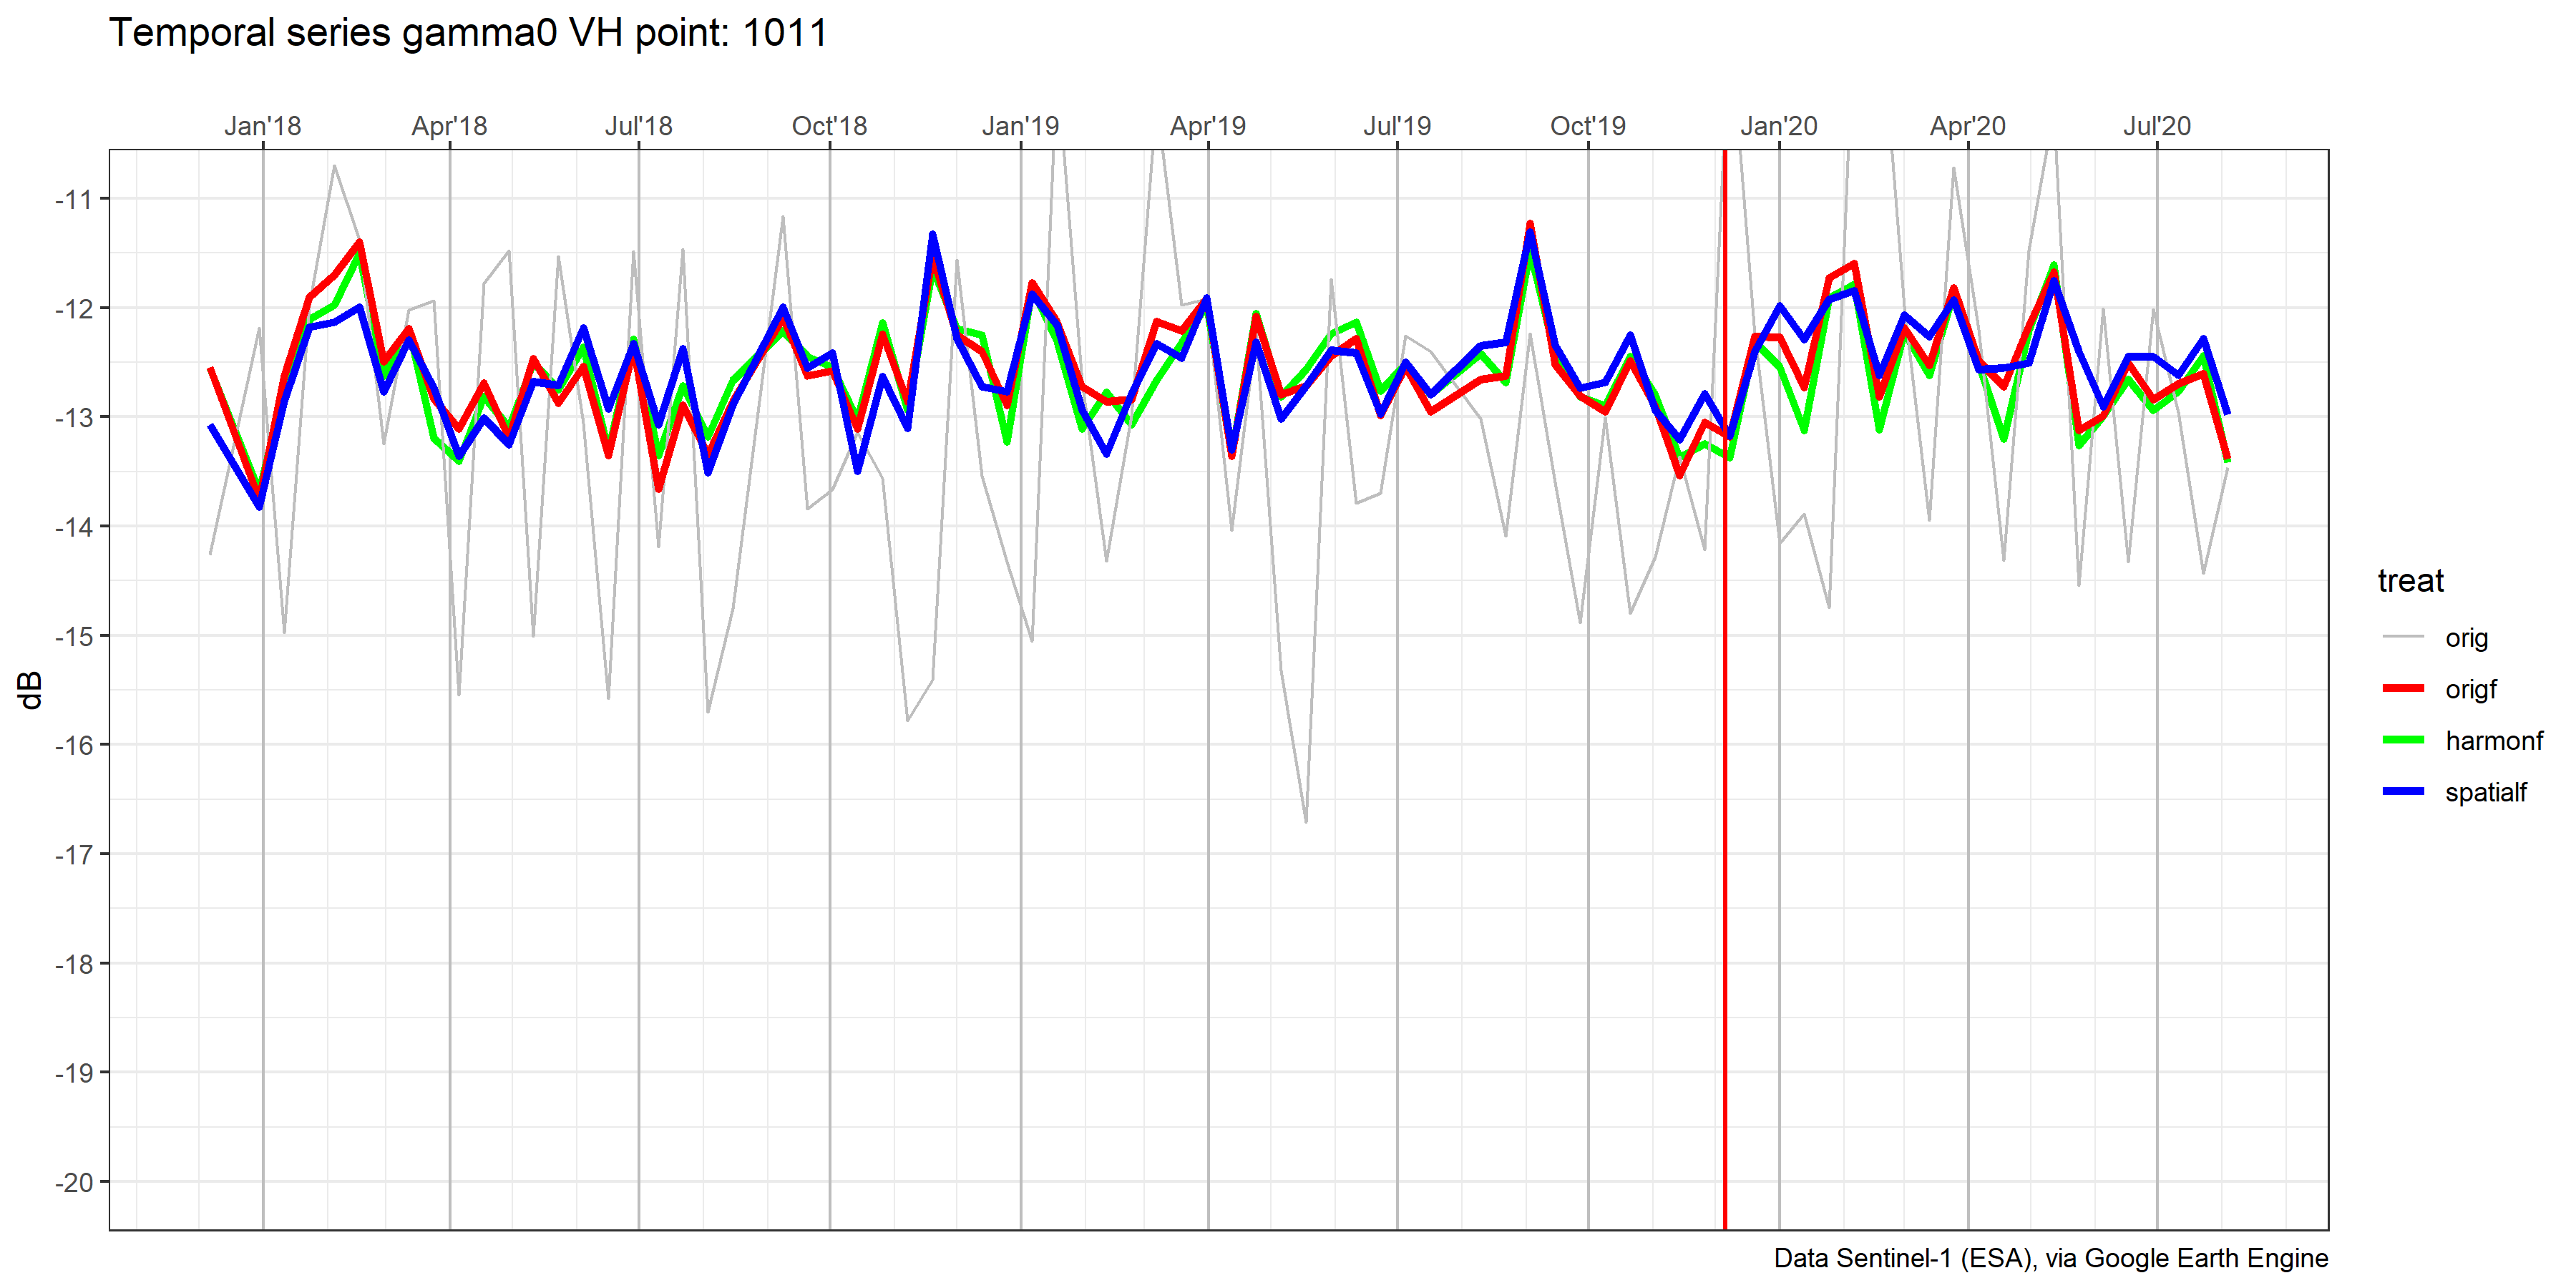 Temporal series gamma0 VH point: 1011
Jan'18 Apr'18 Jul'18 Oct'18 Jan'19 Apr'19 Jul'19 Oct'19 Jan'20 Apr'20 Jul'20
-11
-12
-13
-14
-15
-16
-17
-18
-19
-20
dB
treat
orig
origf
harmonf
spatialf
Data Sentinel-1 (ESA), via Google Earth Engine